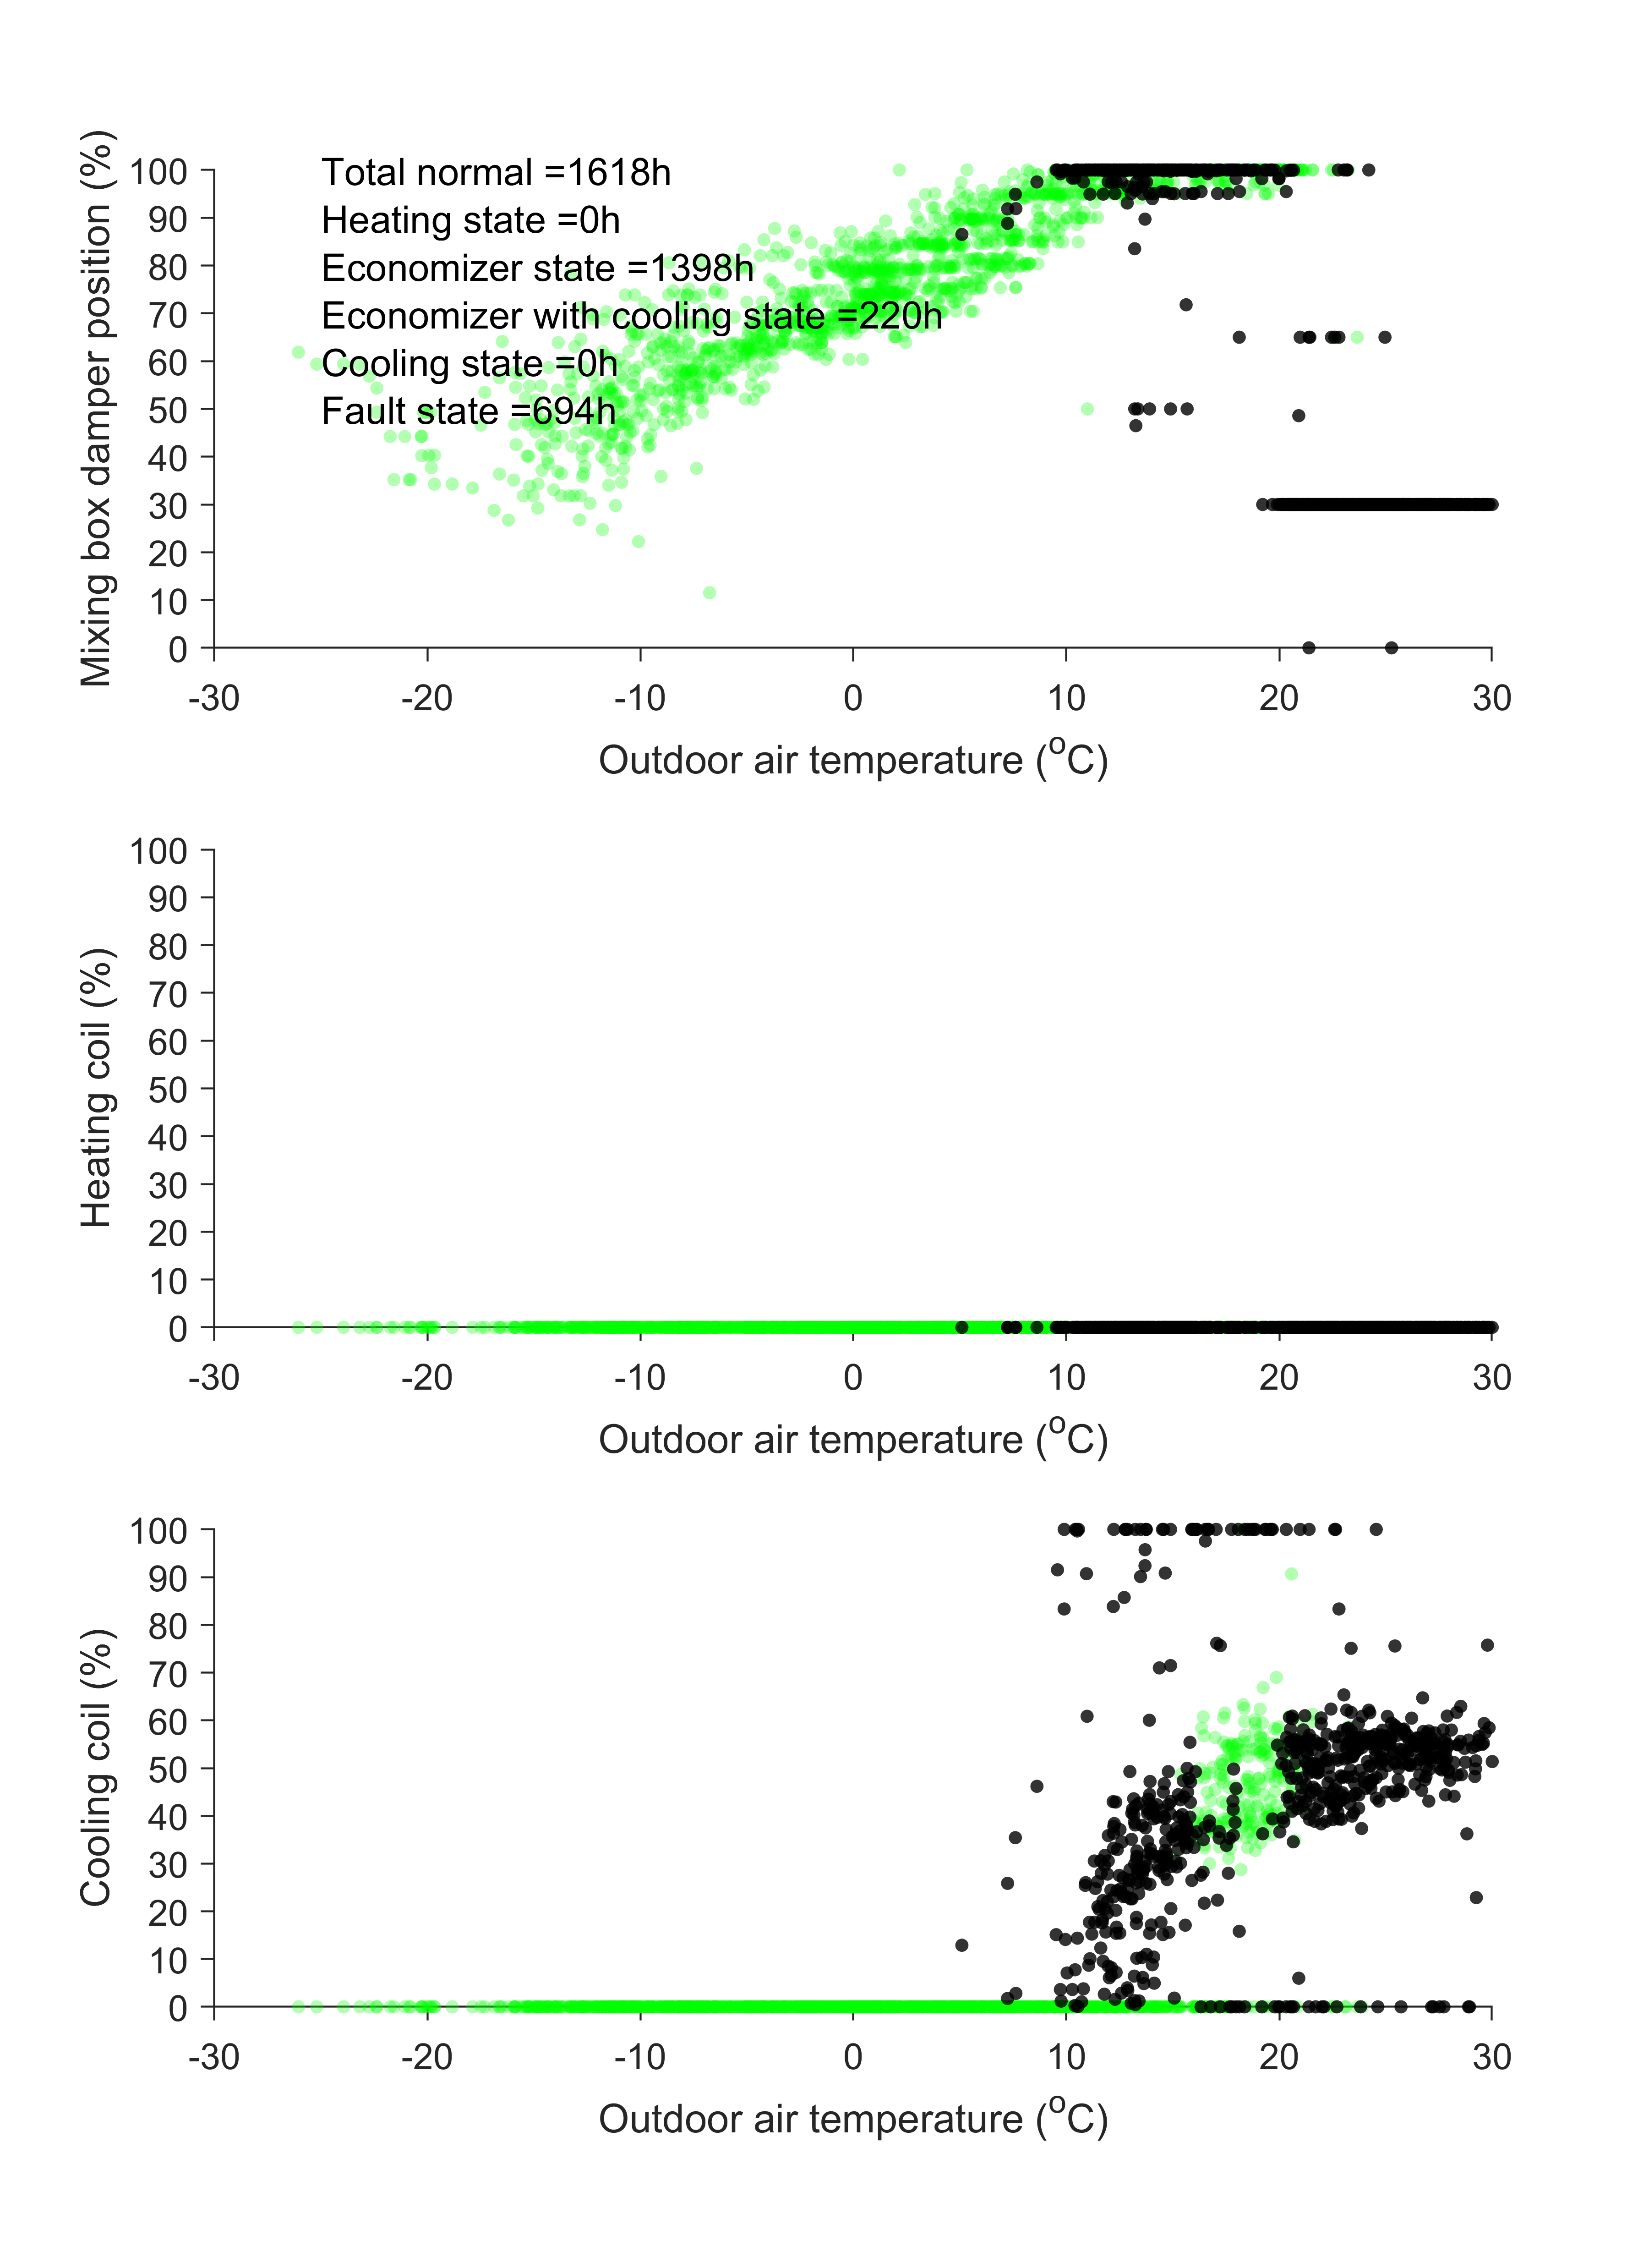 Mixing box damper position (%)
100
90
80
70
60
50
40
30
20
10
0
Total normal =1618h
Heating state =0h
Economizer state =1398h
Economizer with cooling state =220h
Cooling state =0h
Fault state =694h
-30 -20 -10 0 10 20 30
Outdoor air temperature (°C)
Heating coil (%)
100
90
80
70
60
50
40
30
20
10
0
-30 -20 -10 0 10 20 30
Outdoor air temperature (°C)
Cooling coil (%)
100
90
80
70
60
50
40
30
20
10
0
-30 -20 -10 0 10 20 30
Outdoor air temperature (°C)